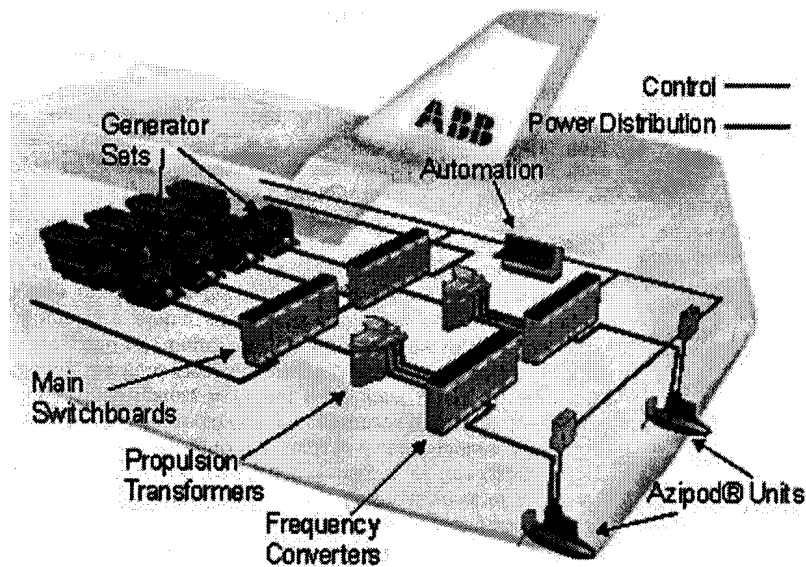 ABB
Control
Power Distribution
Generator
Sets
Automation
Main
Switchboards
Propulsion
Transformers
Frequency
Converters
Azipod® Units